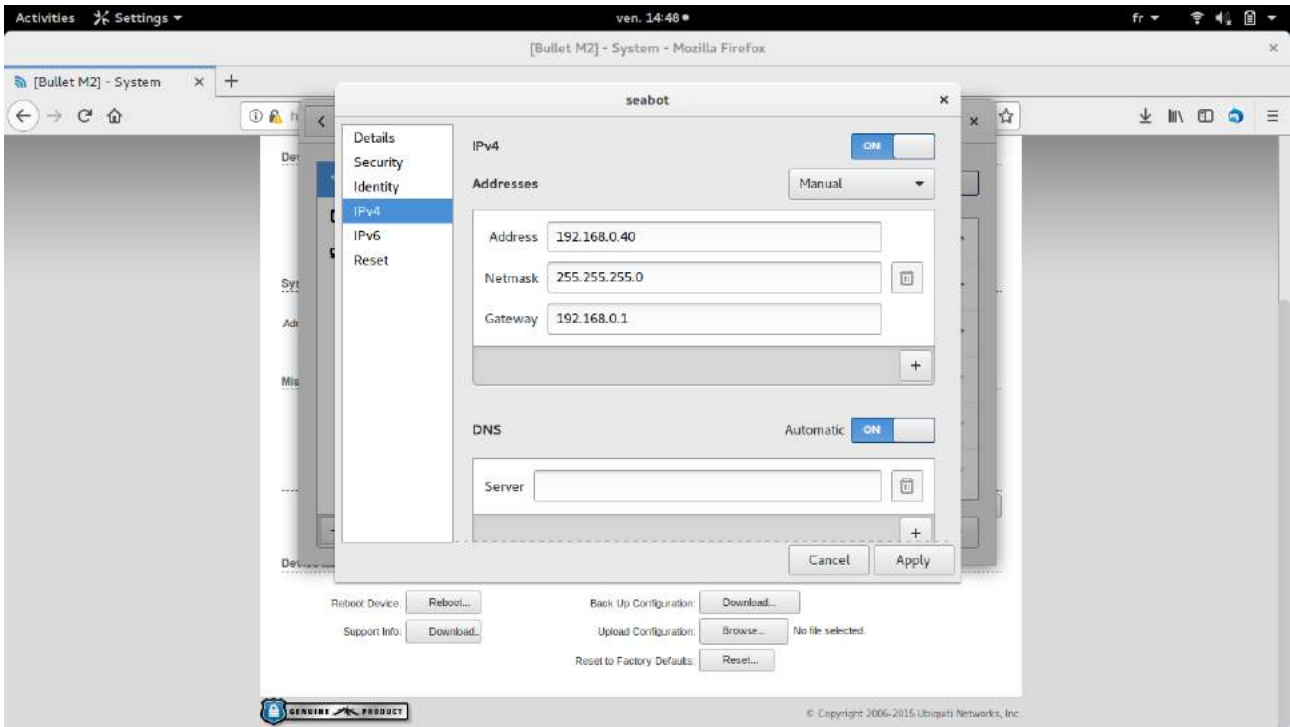 Activities Settings ven. 14:48 fr
[Bullet M2] - System - Mozilla Firefox
[Bullet M2] - System
seabot
Details
Security
Identity
IPv4
IPv6
Reset
IPv4 ON
Addresses Manual
Address 192.168.0.40
Netmask 255.255.255.0
Gateway 192.168.0.1
+
DNS Automatic ON
Server
+
Cancel Apply
Reboot Device: Reboot... Back Up Configuration: Download...
Support Info: Download.. Upload Configuration: Browse... No file selected.
Reset to Factory Defaults: Reset...
GENUINE PRODUCT © Copyright 2006-2015 Ubiquiti Networks, Inc.